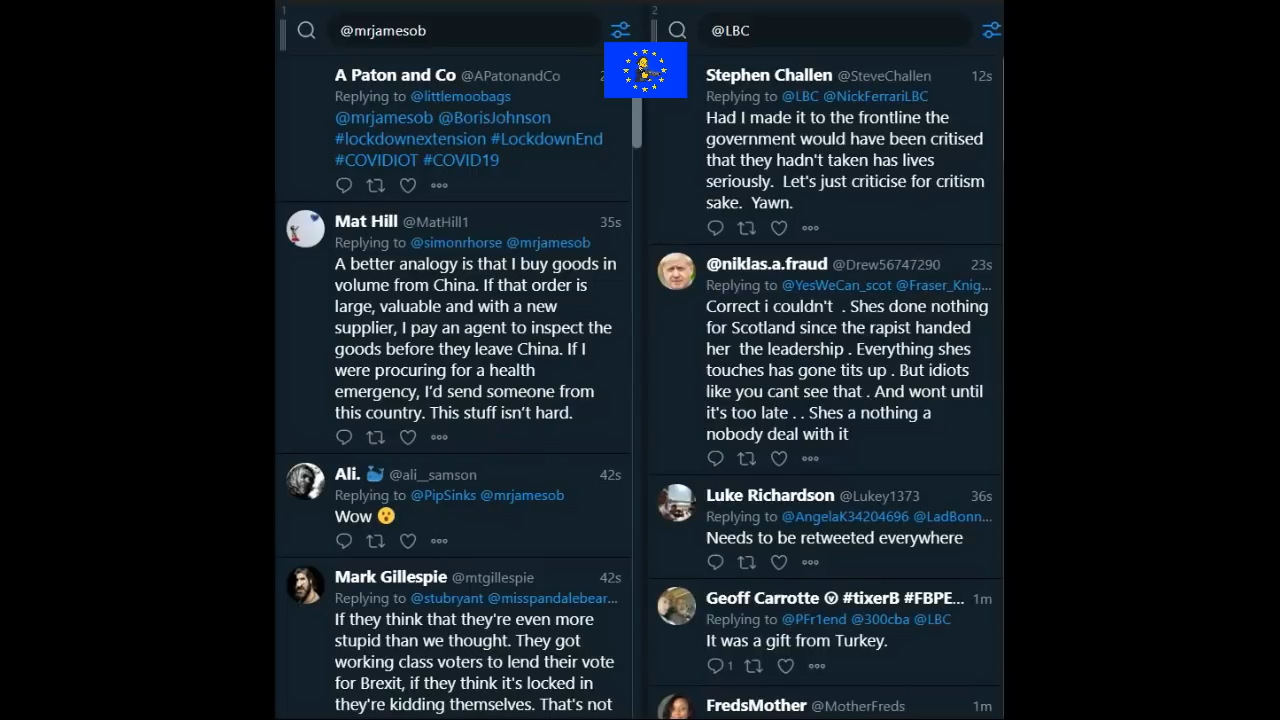 1
@mrjamesob
A Paton and Co @APatonandCo
Replying to @littlemoobags
@mrjamesob @BorisJohnson
#lockdownextension #LockdownEnd
#COVIDIOT #COVID19
Mat Hill @MatHill1 35s
Replying to @simonrhorse @mrjamesob
A better analogy is that I buy goods in
volume from China. If that order is
large, valuable and with a new
supplier, I pay an agent to inspect the
goods before they leave China. If I
were procuring for a health
emergency, I’d send someone from
this country. This stuff isn’t hard.
Ali. 🐳 @ali__samson 42s
Replying to @PipSinks @mrjamesob
Wow 😮
Mark Gillespie @mtgillespie 42s
Replying to @stubryant @misspandalebear...
If they think that they're even more
stupid than we thought. They got
working class voters to lend their vote
for Brexit, if they think it's locked in
they're kidding themselves. That's not
2
@LBC
Stephen Challen @SteveChallen 12s
Replying to @LBC @NickFerrariLBC
Had I made it to the frontline the
government would have been critised
that they hadn't taken has lives
seriously.  Let's just criticise for critism
sake.  Yawn.
@niklas.a.fraud @Drew56747290 23s
Replying to @YesWeCan_scot @Fraser_Knig...
Correct i couldn't  . Shes done nothing
for Scotland since the rapist handed
her  the leadership . Everything shes
touches has gone tits up . But idiots
like you cant see that . And wont until
it's too late . . Shes a nothing a
nobody deal with it
Luke Richardson @Lukey1373 36s
Replying to @AngelaK34204696 @LadBonn...
Needs to be retweeted everywhere
Geoff Carrotte Ⓥ #tixerB #FBPE... 1m
Replying to @PFr1end @300cba @LBC
It was a gift from Turkey.
1
FredsMother @MotherFreds 1m